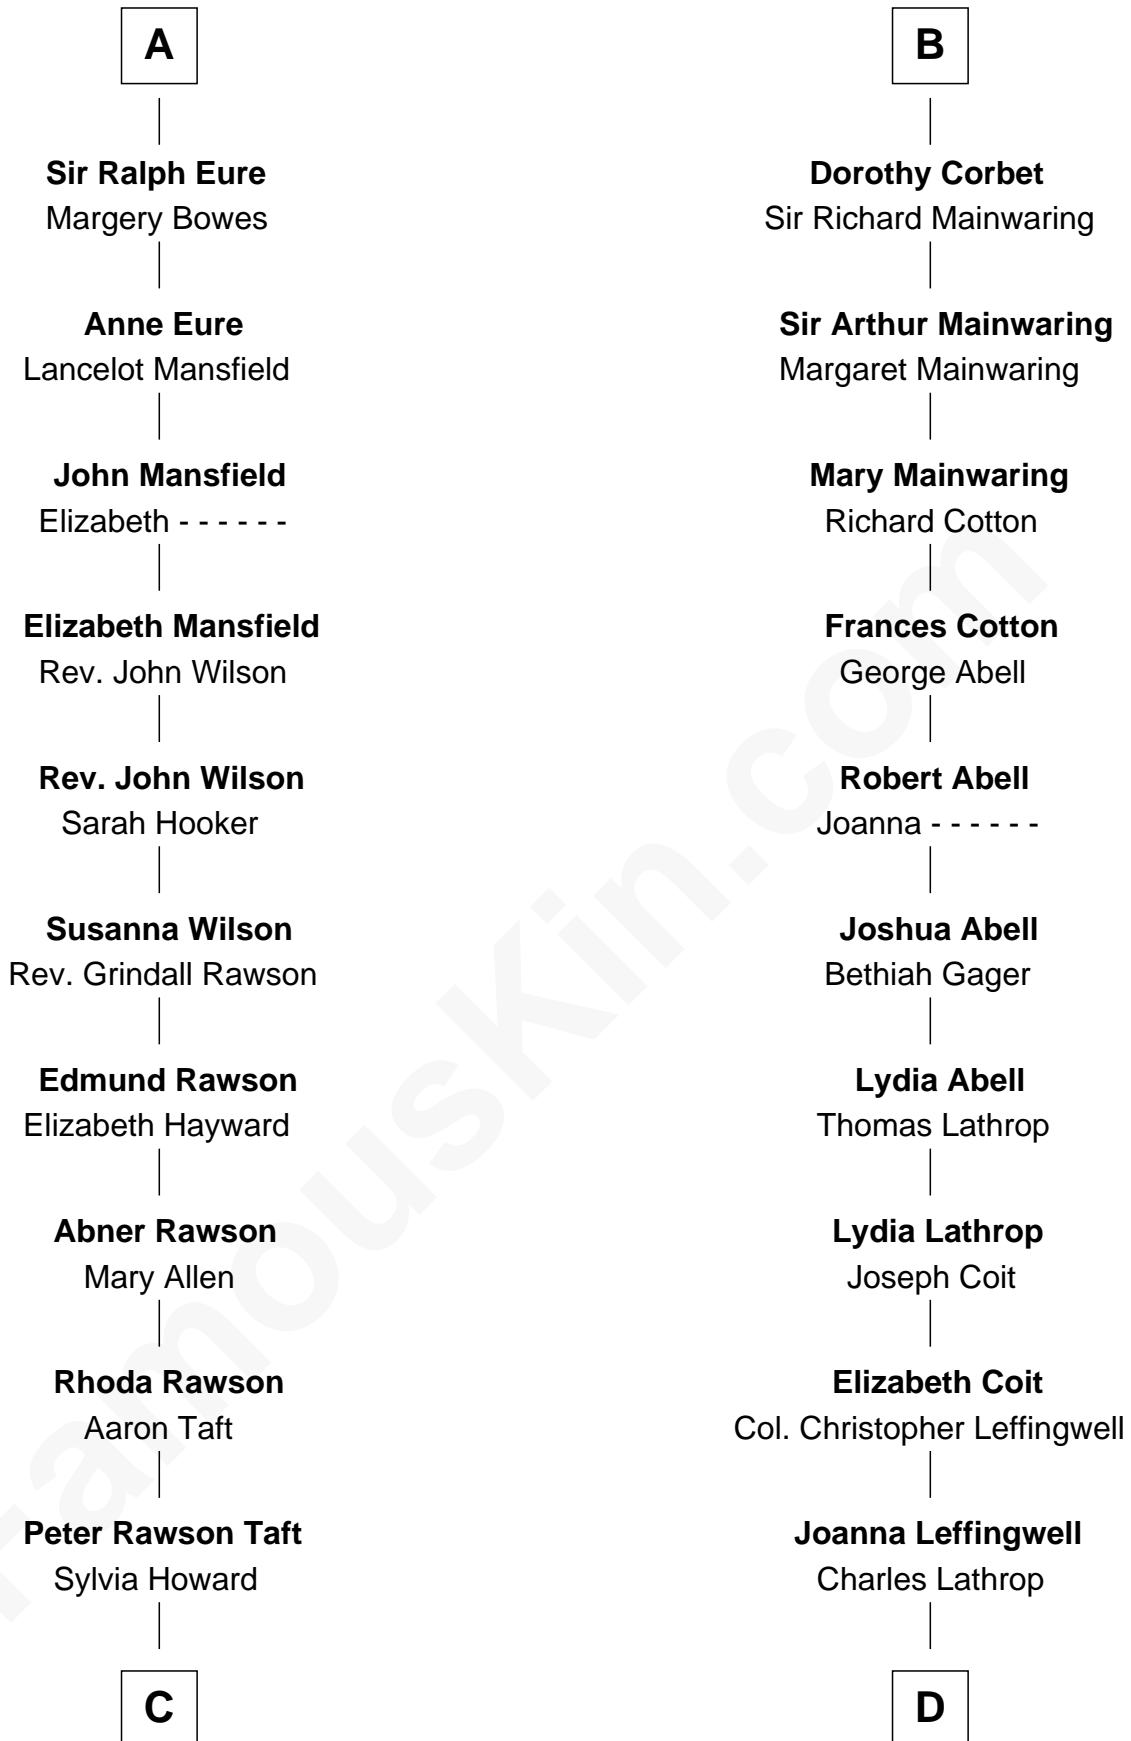 A
Sir Ralph Eure
Margery Bowes
Anne Eure
Lancelot Mansfield
John Mansfield
Elizabeth - - - - - -
Elizabeth Mansfield
Rev. John Wilson
Rev. John Wilson
Sarah Hooker
Susanna Wilson
Rev. Grindall Rawson
Edmund Rawson
Elizabeth Hayward
Abner Rawson
Mary Allen
Rhoda Rawson
Aaron Taft
Peter Rawson Taft
Sylvia Howard
C
B
Dorothy Corbet
Sir Richard Mainwaring
Sir Arthur Mainwaring
Margaret Mainwaring
Mary Mainwaring
Richard Cotton
Frances Cotton
George Abell
Robert Abell
Joanna - - - - - -
Joshua Abell
Bethiah Gager
Lydia Abell
Thomas Lathrop
Lydia Lathrop
Joseph Coit
Elizabeth Coit
Col. Christopher Leffingwell
Joanna Leffingwell
Charles Lathrop
D
FamousKin.com